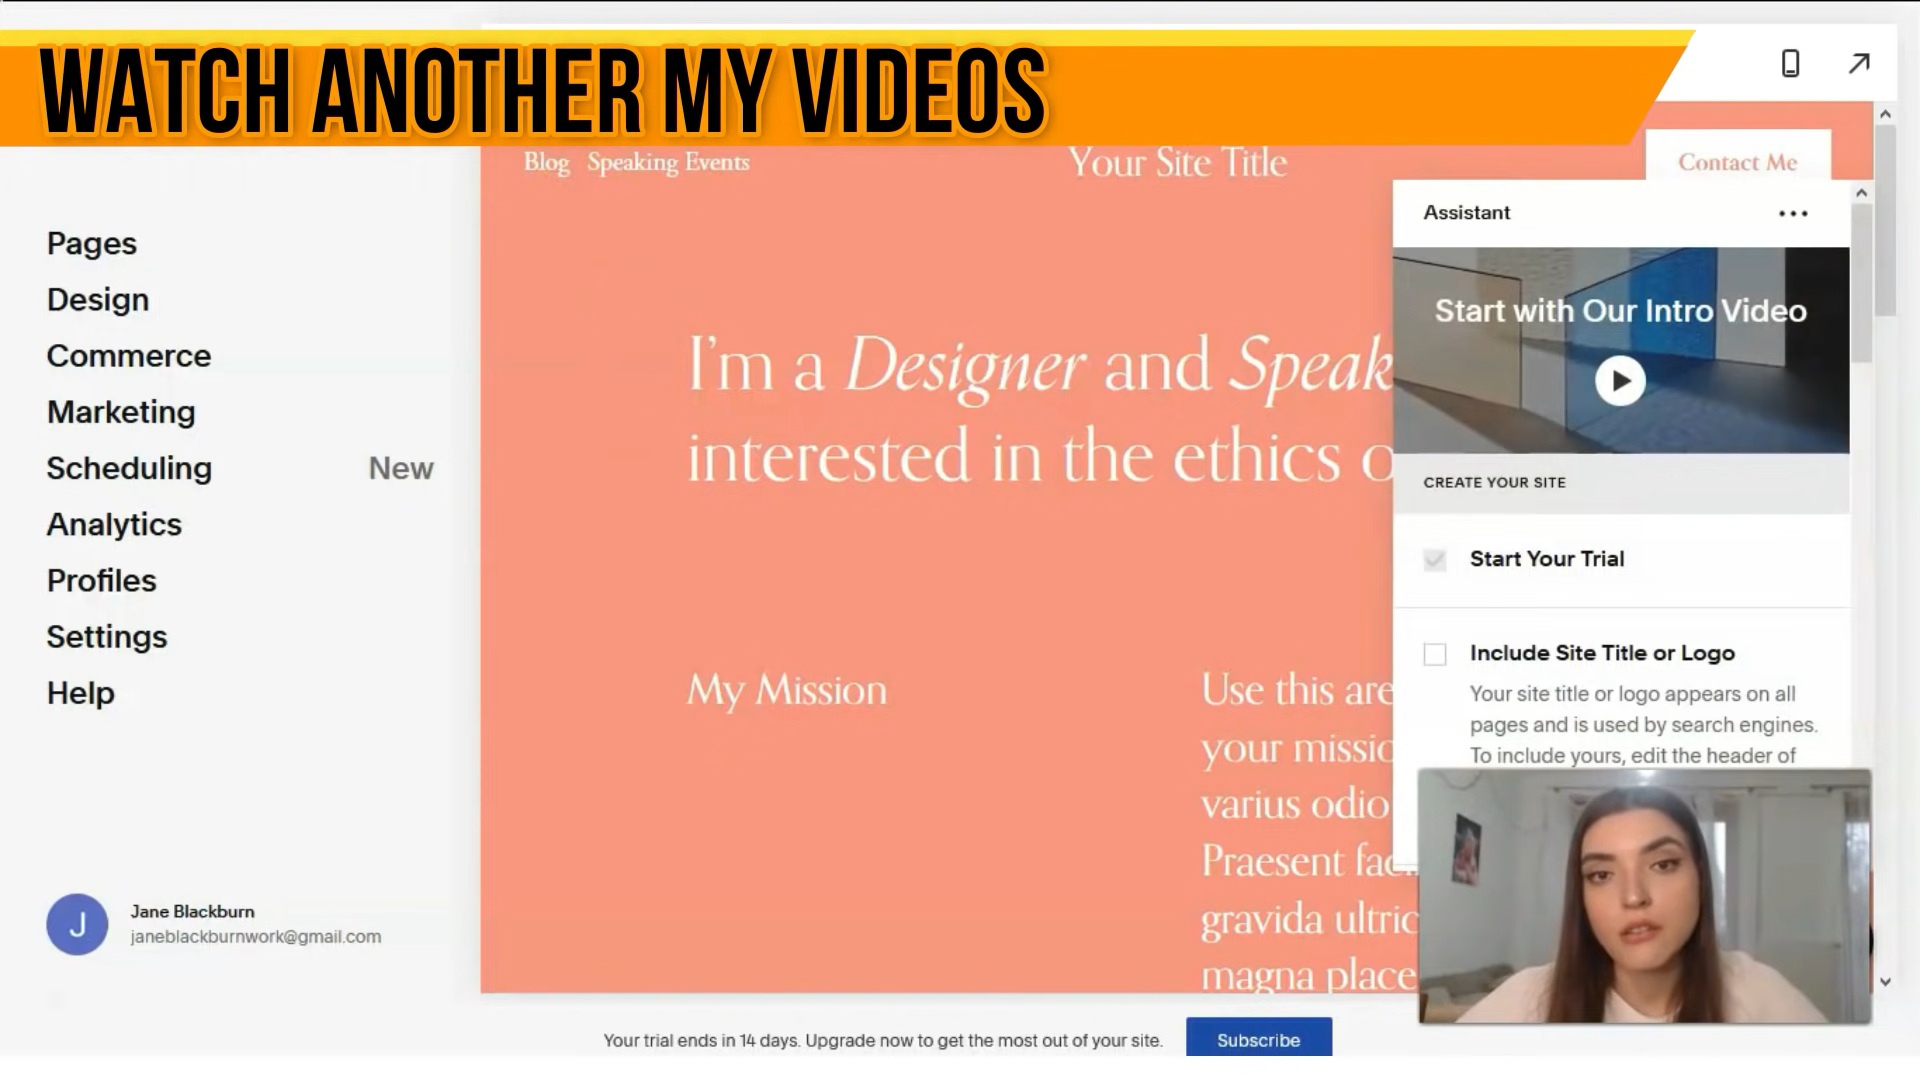 WATCH ANOTHER MY VIDEOS
Blog Speaking Events
Your Site Title
Contact Me
Pages
Design
Commerce
Marketing
Scheduling New
Analytics
Profiles
Settings
Help
J
Jane Blackburn
janeblackburnwork@gmail.com
I'm a Designer and Speak
interested in the ethics o
My Mission
Use this are
your missio
varius odio
Praesent fac
gravida ultric
magna place
Assistant
Start with Our Intro Video
CREATE YOUR SITE
Start Your Trial
Include Site Title or Logo
Your site title or logo appears on all
pages and is used by search engines.
To include yours, edit the header of
Your trial ends in 14 days. Upgrade now to get the most out of your site.
Subscribe